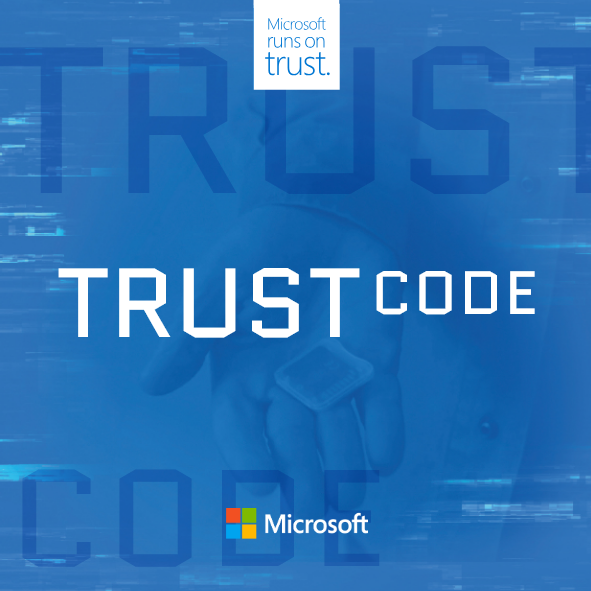 Microsoft
runs on
trust.
TRUST
TRUST CODE
CODE
Microsoft